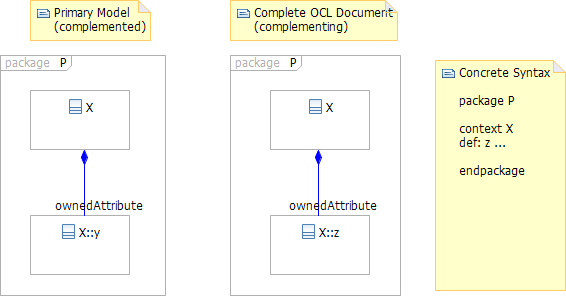 Primary Model
(complemented)
Complete OCL Document
(complementing)
package P
X
ownedAttribute
X::y
package P
X
ownedAttribute
X::z
Concrete Syntax
package P
context X
def: z ...
endpackage